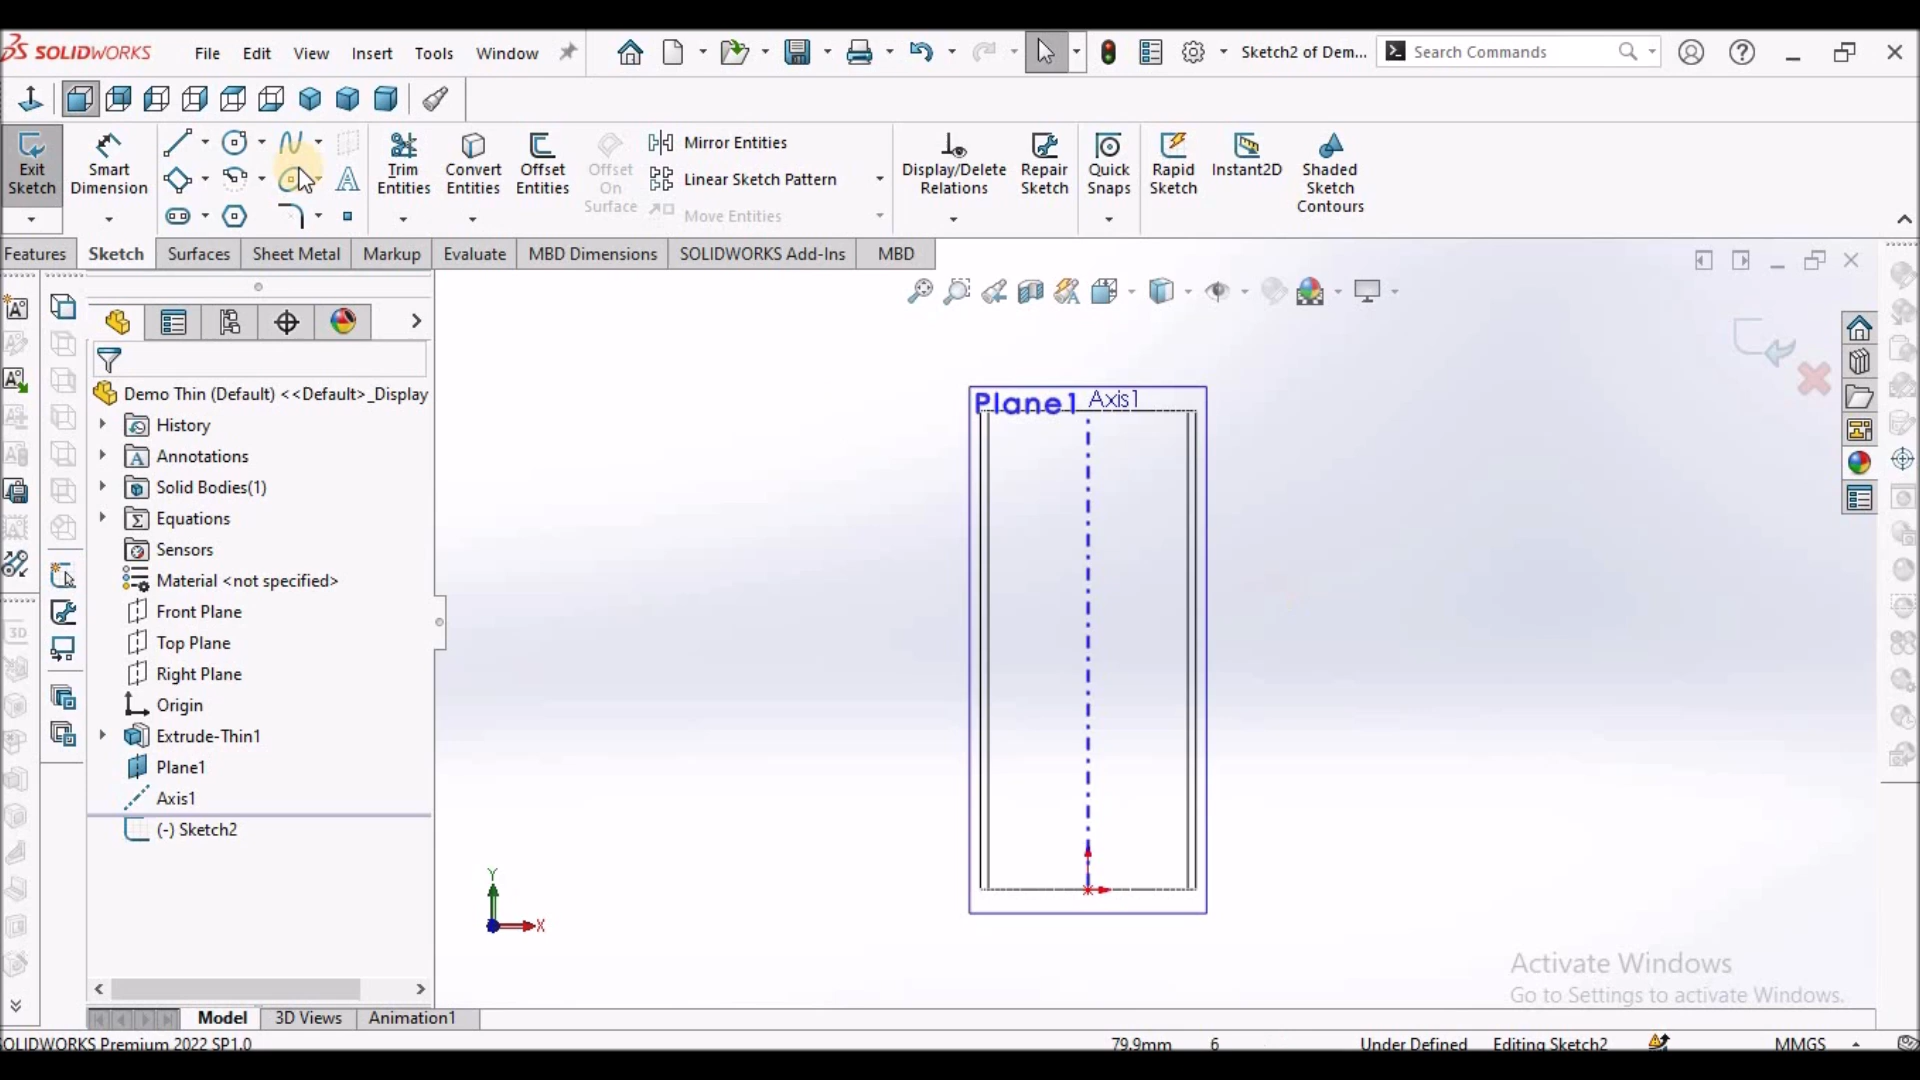 SOLIDWORKS
File Edit View Insert Tools Window
Sketch2 of Dem...
Search Commands
Exit Sketch
Smart Dimension
Trim Entities
Convert Entities
Offset Entities
Offset On Surface
Mirror Entities
Linear Sketch Pattern
Move Entities
Display/Delete Relations
Repair Sketch
Quick Snaps
Rapid Sketch
Instant2D
Shaded Sketch Contours
Features Sketch Surfaces Sheet Metal Markup Evaluate MBD Dimensions SOLIDWORKS Add-Ins MBD
Demo Thin (Default) <<Default>_Display
History
Annotations
Solid Bodies(1)
Equations
Sensors
Material <not specified>
Front Plane
Top Plane
Right Plane
Origin
Extrude-Thin1
Plane1
Axis1
(-) Sketch2
Plane1 Axis1
Y
X
Activate Windows
Go to Settings to activate Windows.
Model 3D Views Animation1
SOLIDWORKS Premium 2022 SP1.0
79.9mm 6 Under Defined Editing Sketch2 MMGS